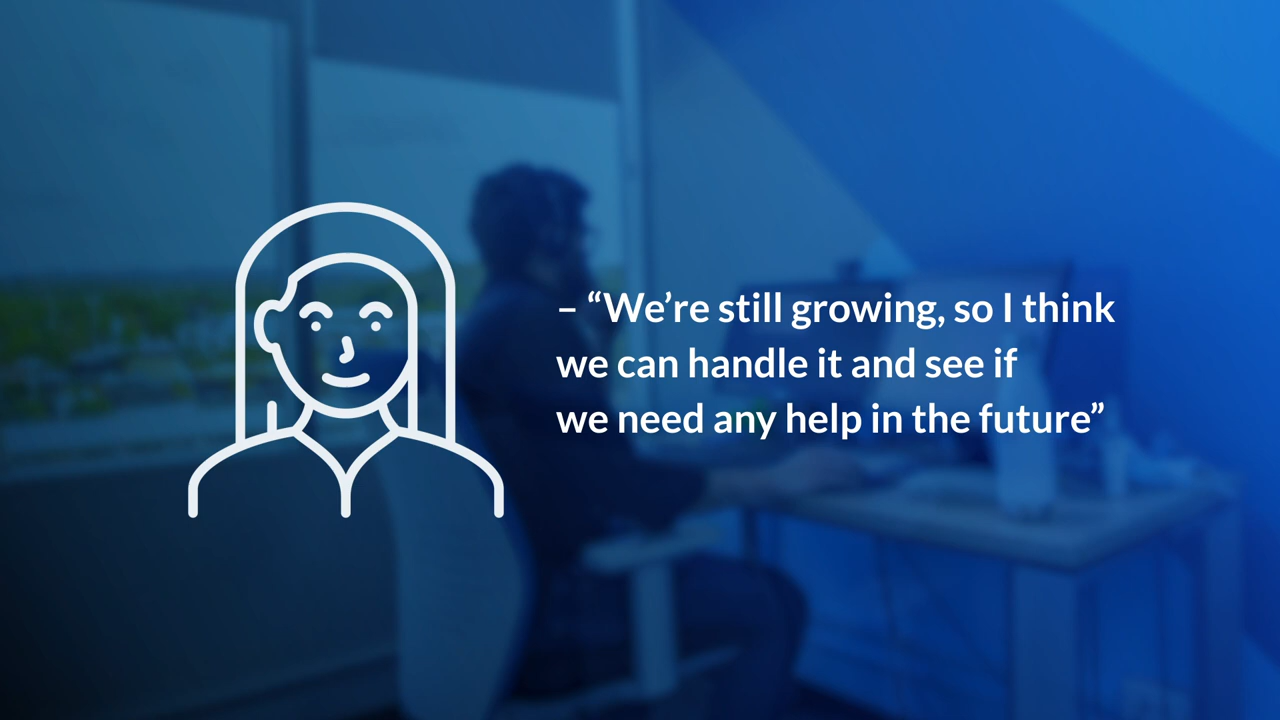 – “We’re still growing, so I think
we can handle it and see if
we need any help in the future”